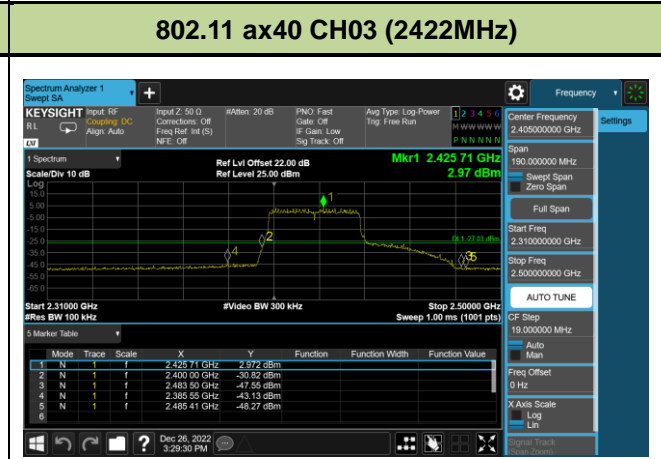 802.11 ax40 CH03 (2422MHz)
Spectrum Analyzer 1
Swept SA
Frequency
KEYSIGHT
RL
Input: RF
Coupling: DC
Align: Auto
Input Z: 50 Ω
Corrections: Off
Freq Ref: Int (S)
NFE: Off
#Atten: 20 dB
PNO: Fast
Gate: Off
IF Gain: Low
Sig Track: Off
Avg Type: Log-Power
Trig: Free Run
1 2 3 4 5 6
M W W W W W
P N N N N N
Center Frequency
2.405000000 GHz
Settings
Span
190.000000 MHz
Swept Span
Zero Span
Full Span
Start Freq
2.310000000 GHz
Stop Freq
2.500000000 GHz
AUTO TUNE
CF Step
19.000000 MHz
Auto
Man
Freq Offset
0 Hz
X Axis Scale
Log
Lin
Signal Track
(Span Zoom)
1 Spectrum
Scale/Div 10 dB
Ref Lvl Offset 22.00 dB
Ref Level 25.00 dBm
Mkr1 2.425 71 GHz
2.97 dBm
Log
15.0
5.00
-5.00
-15.0
-25.0
-35.0
-45.0
-55.0
-65.0
1
2
4
3
5
DL1 -27.03 dBm
Start 2.31000 GHz
#Video BW 300 kHz
Stop 2.50000 GHz
#Res BW 100 kHz
Sweep 1.00 ms (1001 pts)
5 Marker Table
Mode Trace Scale X Y Function Function Width Function Value
1 N 1 f 2.425 71 GHz 2.972 dBm
2 N 1 f 2.400 00 GHz -30.82 dBm
3 N 1 f 2.483 50 GHz -47.55 dBm
4 N 1 f 2.385 55 GHz -43.13 dBm
5 N 1 f 2.485 41 GHz -48.27 dBm
6
?
Dec 26, 2022
3:29:30 PM